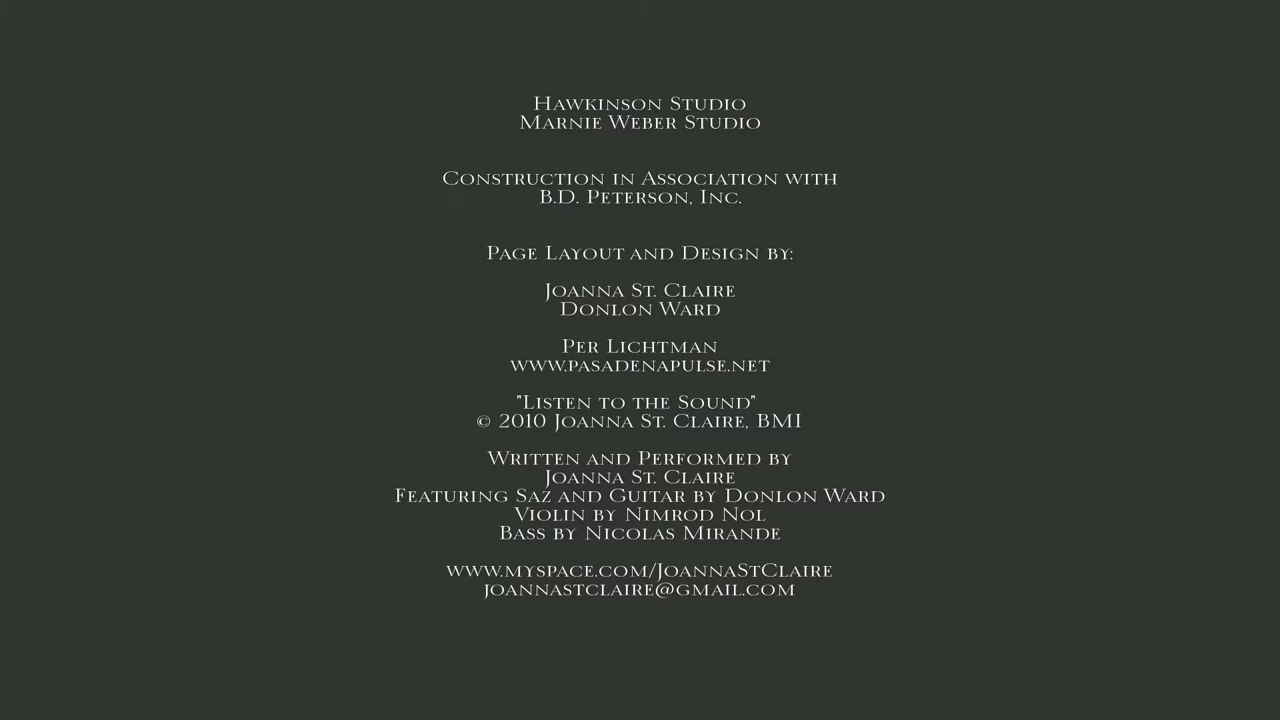 Hawkinson Studio
Marnie Weber Studio
Construction in Association with
B.D. Peterson, Inc.
Page Layout and Design by:
Joanna St. Claire
Donlon Ward
Per Lichtman
www.pasadenapulse.net
"Listen to the Sound"
© 2010 Joanna St. Claire, BMI
Written and Performed by
Joanna St. Claire
Featuring Saz and Guitar by Donlon Ward
Violin by Nimrod Nol
Bass by Nicolas Mirande
www.myspace.com/JoannaStClaire
joannastclaire@gmail.com